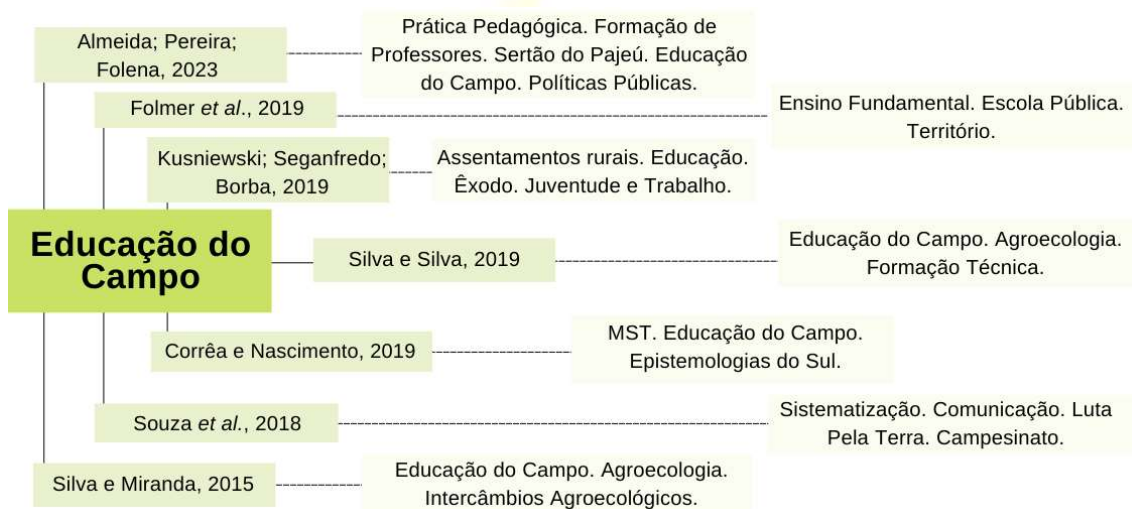 Almeida; Pereira;
Folena, 2023
Prática Pedagógica. Formação de
Professores. Sertão do Pajeú. Educação
do Campo. Políticas Públicas.
Folmer et al., 2019
Ensino Fundamental. Escola Pública.
Território.
Kusniewski; Seganfredo;
Borba, 2019
Assentamentos rurais. Educação.
Êxodo. Juventude e Trabalho.
Educação do
Campo
Silva e Silva, 2019
Educação do Campo. Agroecologia.
Formação Técnica.
Corrêa e Nascimento, 2019
MST. Educação do Campo.
Epistemologias do Sul.
Souza et al., 2018
Sistematização. Comunicação. Luta
Pela Terra. Campesinato.
Silva e Miranda, 2015
Educação do Campo. Agroecologia.
Intercâmbios Agroecológicos.